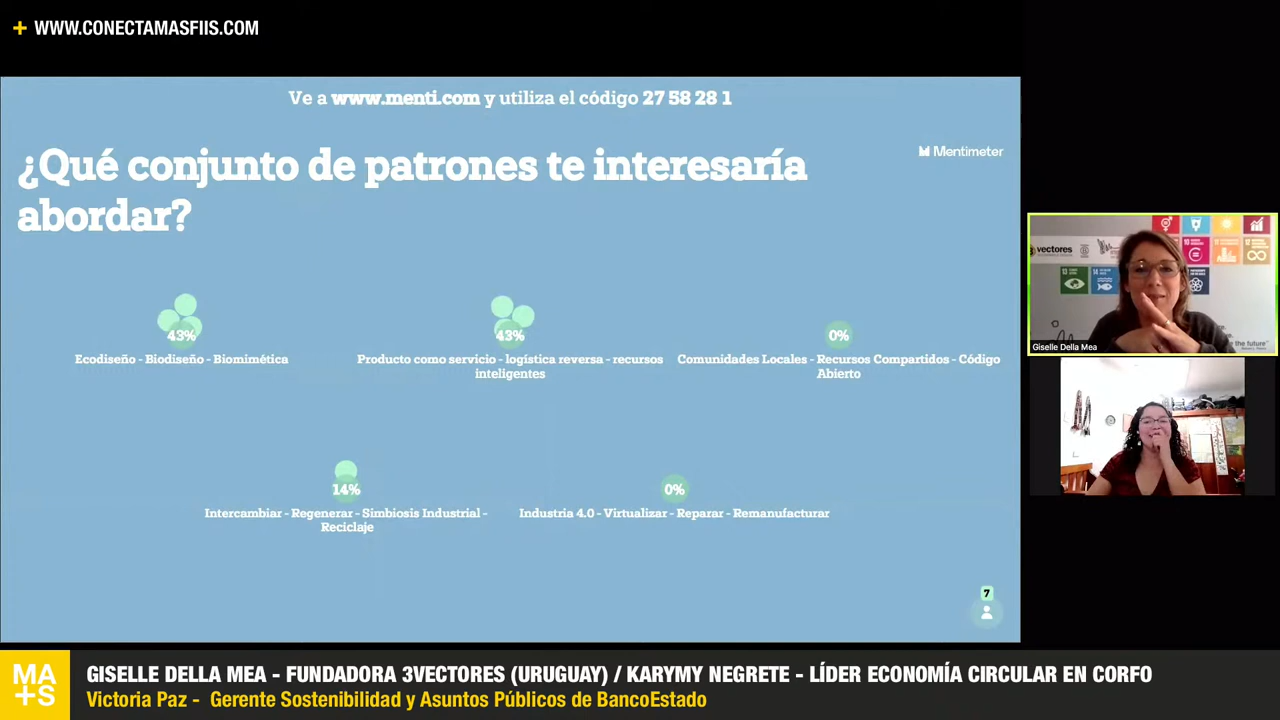 + WWW.CONECTAMASFIIS.COM
Ve a www.menti.com y utiliza el código 27 58 28 1
Mentimeter
¿Qué conjunto de patrones te interesaría
abordar?
43%
Ecodiseño - Biodiseño - Biomimética
43%
Producto como servicio - logística reversa - recursos
inteligentes
0%
Comunidades Locales - Recursos Compartidos - Código
Abierto
14%
Intercambiar - Regenerar - Simbiosis Industrial -
Reciclaje
0%
Industria 4.0 - Virtualizar - Reparar - Remanufacturar
7
vectores
Giselle Della Mea
the future"
MA
+S
GISELLE DELLA MEA - FUNDADORA 3VECTORES (URUGUAY) / KARYMY NEGRETE - LÍDER ECONOMÍA CIRCULAR EN CORFO
Victoria Paz - Gerente Sostenibilidad y Asuntos Públicos de BancoEstado